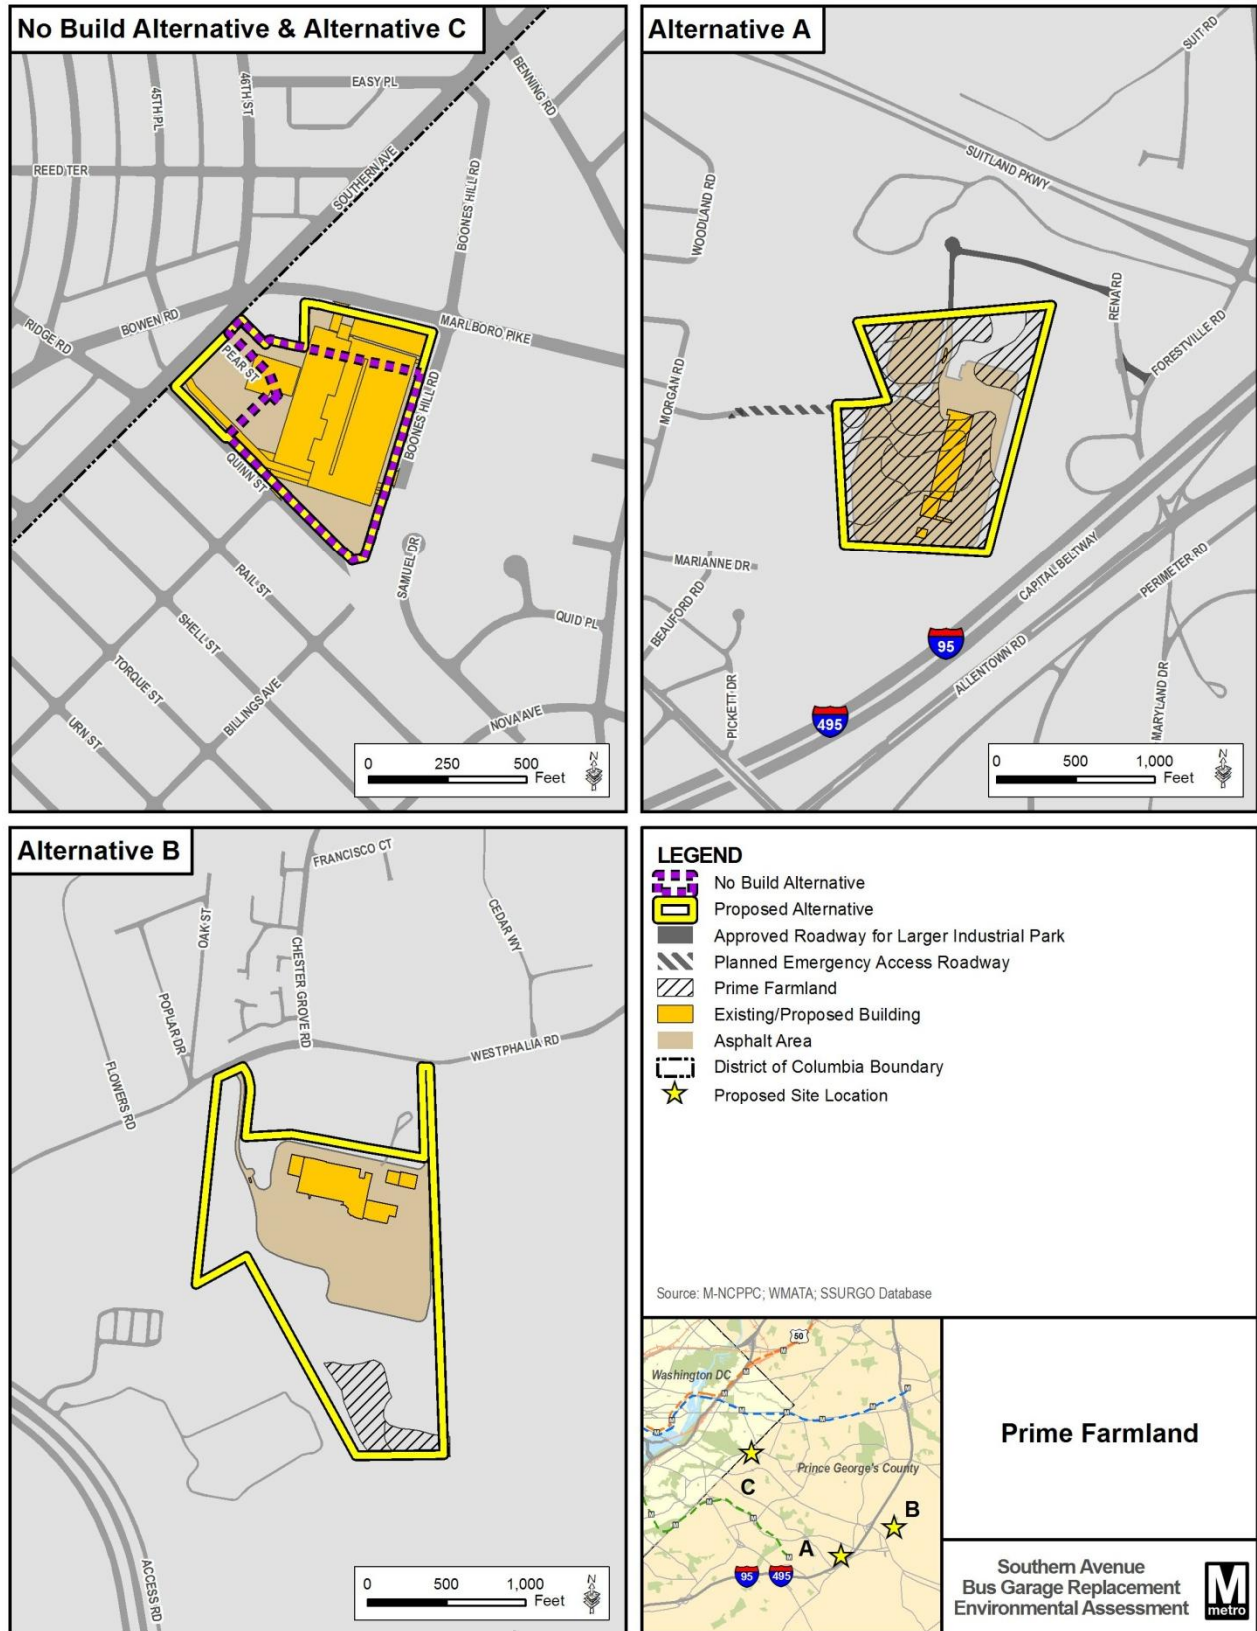 No Build Alternative & Alternative C
EASY PL
BENNING RD
46TH ST
45TH PL
REED TER
SOUTHERN AVE
BOONES HILL RD
BOWEN RD
RIDGE RD
MARLBORO PIKE
PEAR ST
BOONES HILL RD
QUINN ST
SAMUEL DR
RAIL ST
QUID PL
SHELL ST
TORQUE ST
BILLINGS AVE
URN ST
NOVA AVE
0 250 500
Feet
N
Alternative A
SUIT RD
SUITLAND PKWY
WOODLAND RD
RENA RD
FORESTVILLE RD
MORGAN RD
MARIANNE DR
CAPITAL BELTWAY
PERIMETER RD
BEAUFORD RD
95
ALLENTOWN RD
PICKETT DR
495
MARYLAND DR
0 500 1,000
Feet
N
Alternative B
FRANCISCO CT
OAK ST
CEDAR WY
CHESTER GROVE RD
POPLAR DR
WESTPHALIA RD
FLOWERS RD
ACCESS RD
0 500 1,000
Feet
N
LEGEND
No Build Alternative
Proposed Alternative
Approved Roadway for Larger Industrial Park
Planned Emergency Access Roadway
Prime Farmland
Existing/Proposed Building
Asphalt Area
District of Columbia Boundary
Proposed Site Location
Source: M-NCPPC; WMATA; SSURGO Database
50
Washington DC
Prince George's County
C
B
A
95
495
Prime Farmland
Southern Avenue
Bus Garage Replacement
Environmental Assessment
M
metro